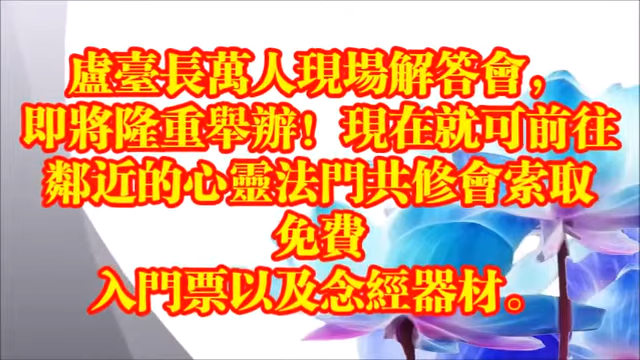 盧臺長萬人現場解答會，
即將隆重舉辦！現在就可前往
鄰近的心靈法門共修會索取
免費
入門票以及念經器材。